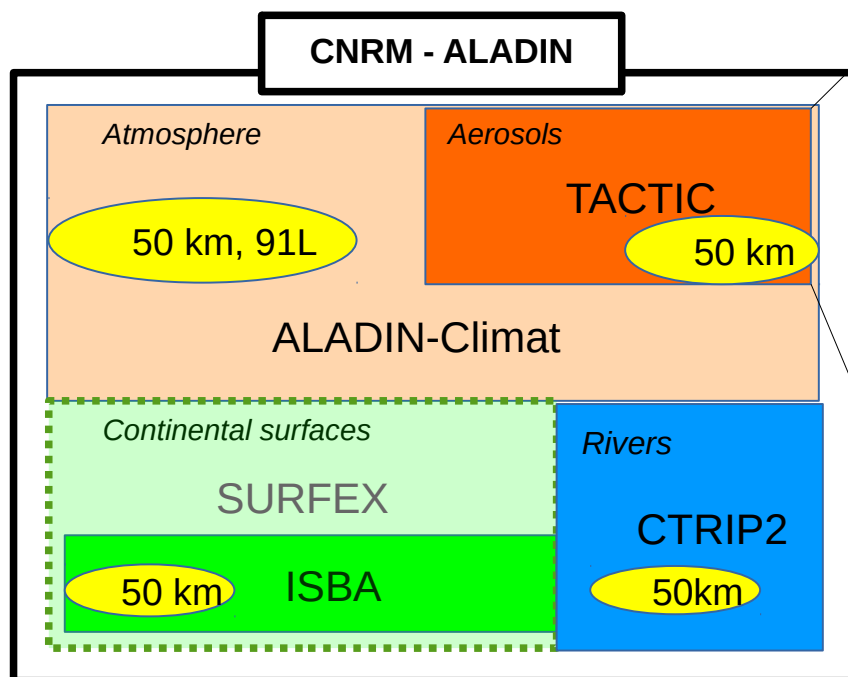 CNRM - ALADIN
Atmosphere
Aerosols
TACTIC
50 km, 91L
50 km
ALADIN-Climat
Continental surfaces
Rivers
SURFEX
CTRIP2
50 km
ISBA
50km